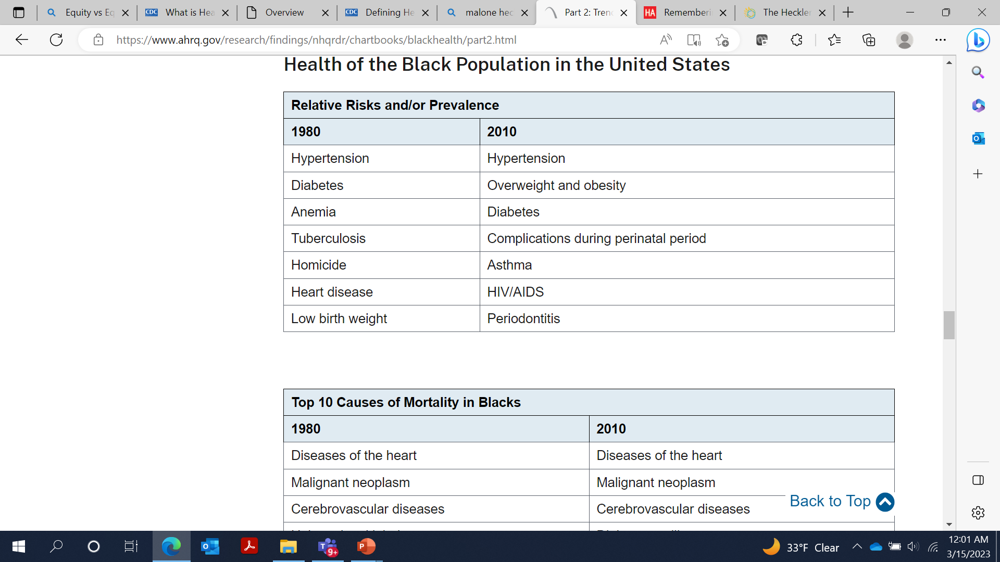 Equity vs Eq
CDC What is Hea
Overview
CDC Defining He
malone hec
Part 2: Tren
HA Rememberi
The Heckler
https://www.ahrq.gov/research/findings/nhqrdr/chartbooks/blackhealth/part2.html
Health of the Black Population in the United States
Relative Risks and/or Prevalence
1980 2010
Hypertension Hypertension
Diabetes Overweight and obesity
Anemia Diabetes
Tuberculosis Complications during perinatal period
Homicide Asthma
Heart disease HIV/AIDS
Low birth weight Periodontitis
Top 10 Causes of Mortality in Blacks
1980 2010
Diseases of the heart Diseases of the heart
Malignant neoplasm Malignant neoplasm
Back to Top
Cerebrovascular diseases Cerebrovascular diseases
9+
33°F Clear
12:01 AM
3/15/2023